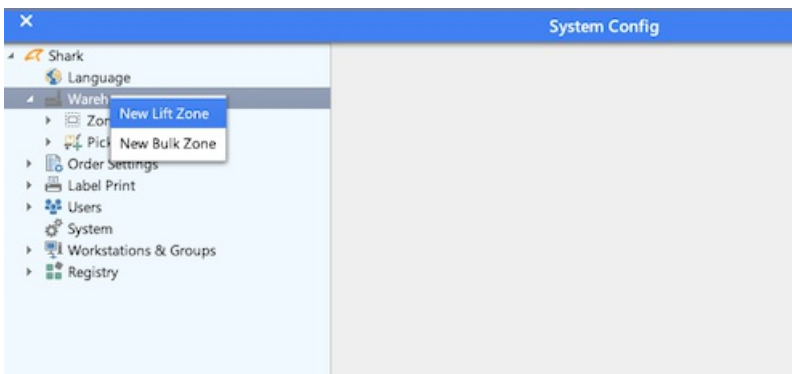 System Config
Shark
Language
Wareh
New Lift Zone
Zon
New Bulk Zone
Pick
Order Settings
Label Print
Users
System
Workstations & Groups
Registry